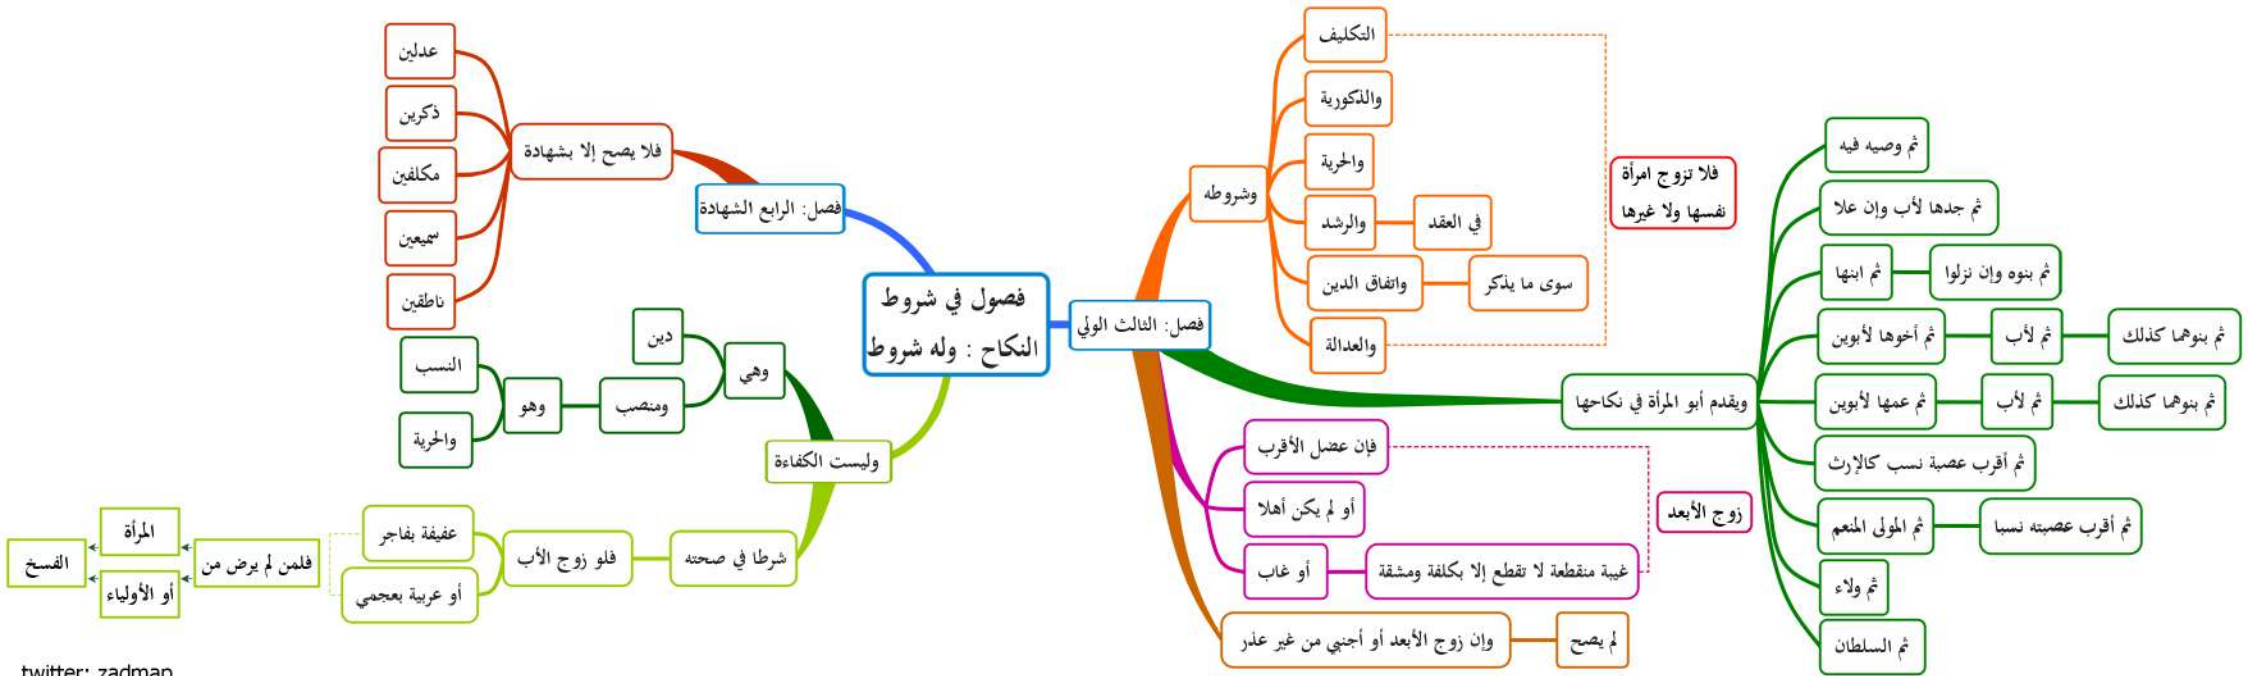 فصول في شروط
النكاح : وله شروط
فصل: الثالث الولي
وشروطه
التكليف
والذكورية
والحرية
والرشد
في العقد
واتفاق الدين
سوى ما يذكر
والعدالة
فلا تزوج امرأة
نفسها ولا غيرها
ويقدم أبو المرأة في نكاحها
ثم وصيه فيه
ثم جدها لأب وإن علا
ثم ابنها
ثم بنوه وإن نزلوا
ثم أخوها لأبوين
ثم لأب
ثم بنوهما كذلك
ثم عمها لأبوين
ثم لأب
ثم بنوهما كذلك
ثم أقرب عصبة نسب كالإرث
ثم المولى المنعم
ثم أقرب عصبته نسبا
ثم ولاء
ثم السلطان
فإن عضل الأقرب
أو لم يكن أهلا
أو غاب
غيبة منقطعة لا تقطع إلا بكلفة ومشقة
زوج الأبعد
وإن زوج الأبعد أو أجنبي من غير عذر
لم يصح
فصل: الرابع الشهادة
فلا يصح إلا بشهادة
عدلين
ذكرين
مكلفين
سميعين
ناطقين
وليست الكفاءة
وهي
دين
ومنصب
وهو
النسب
والحرية
شرطا في صحته
فلو زوج الأب
عفيفة بفاجر
أو عربية بعجمي
فلمن لم يرض من
المرأة
أو الأولياء
الفسخ
twitter: zadmap